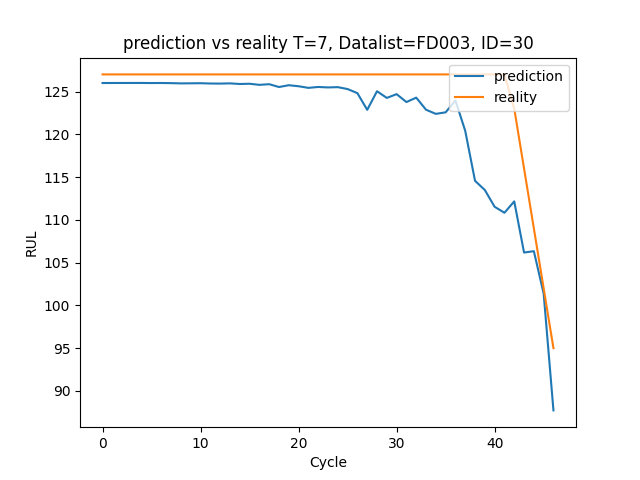 prediction vs reality T=7, Datalist=FD003, ID=30
prediction
reality
125
120
115
110
105
100
95
90
RUL
0 10 20 30 40
Cycle